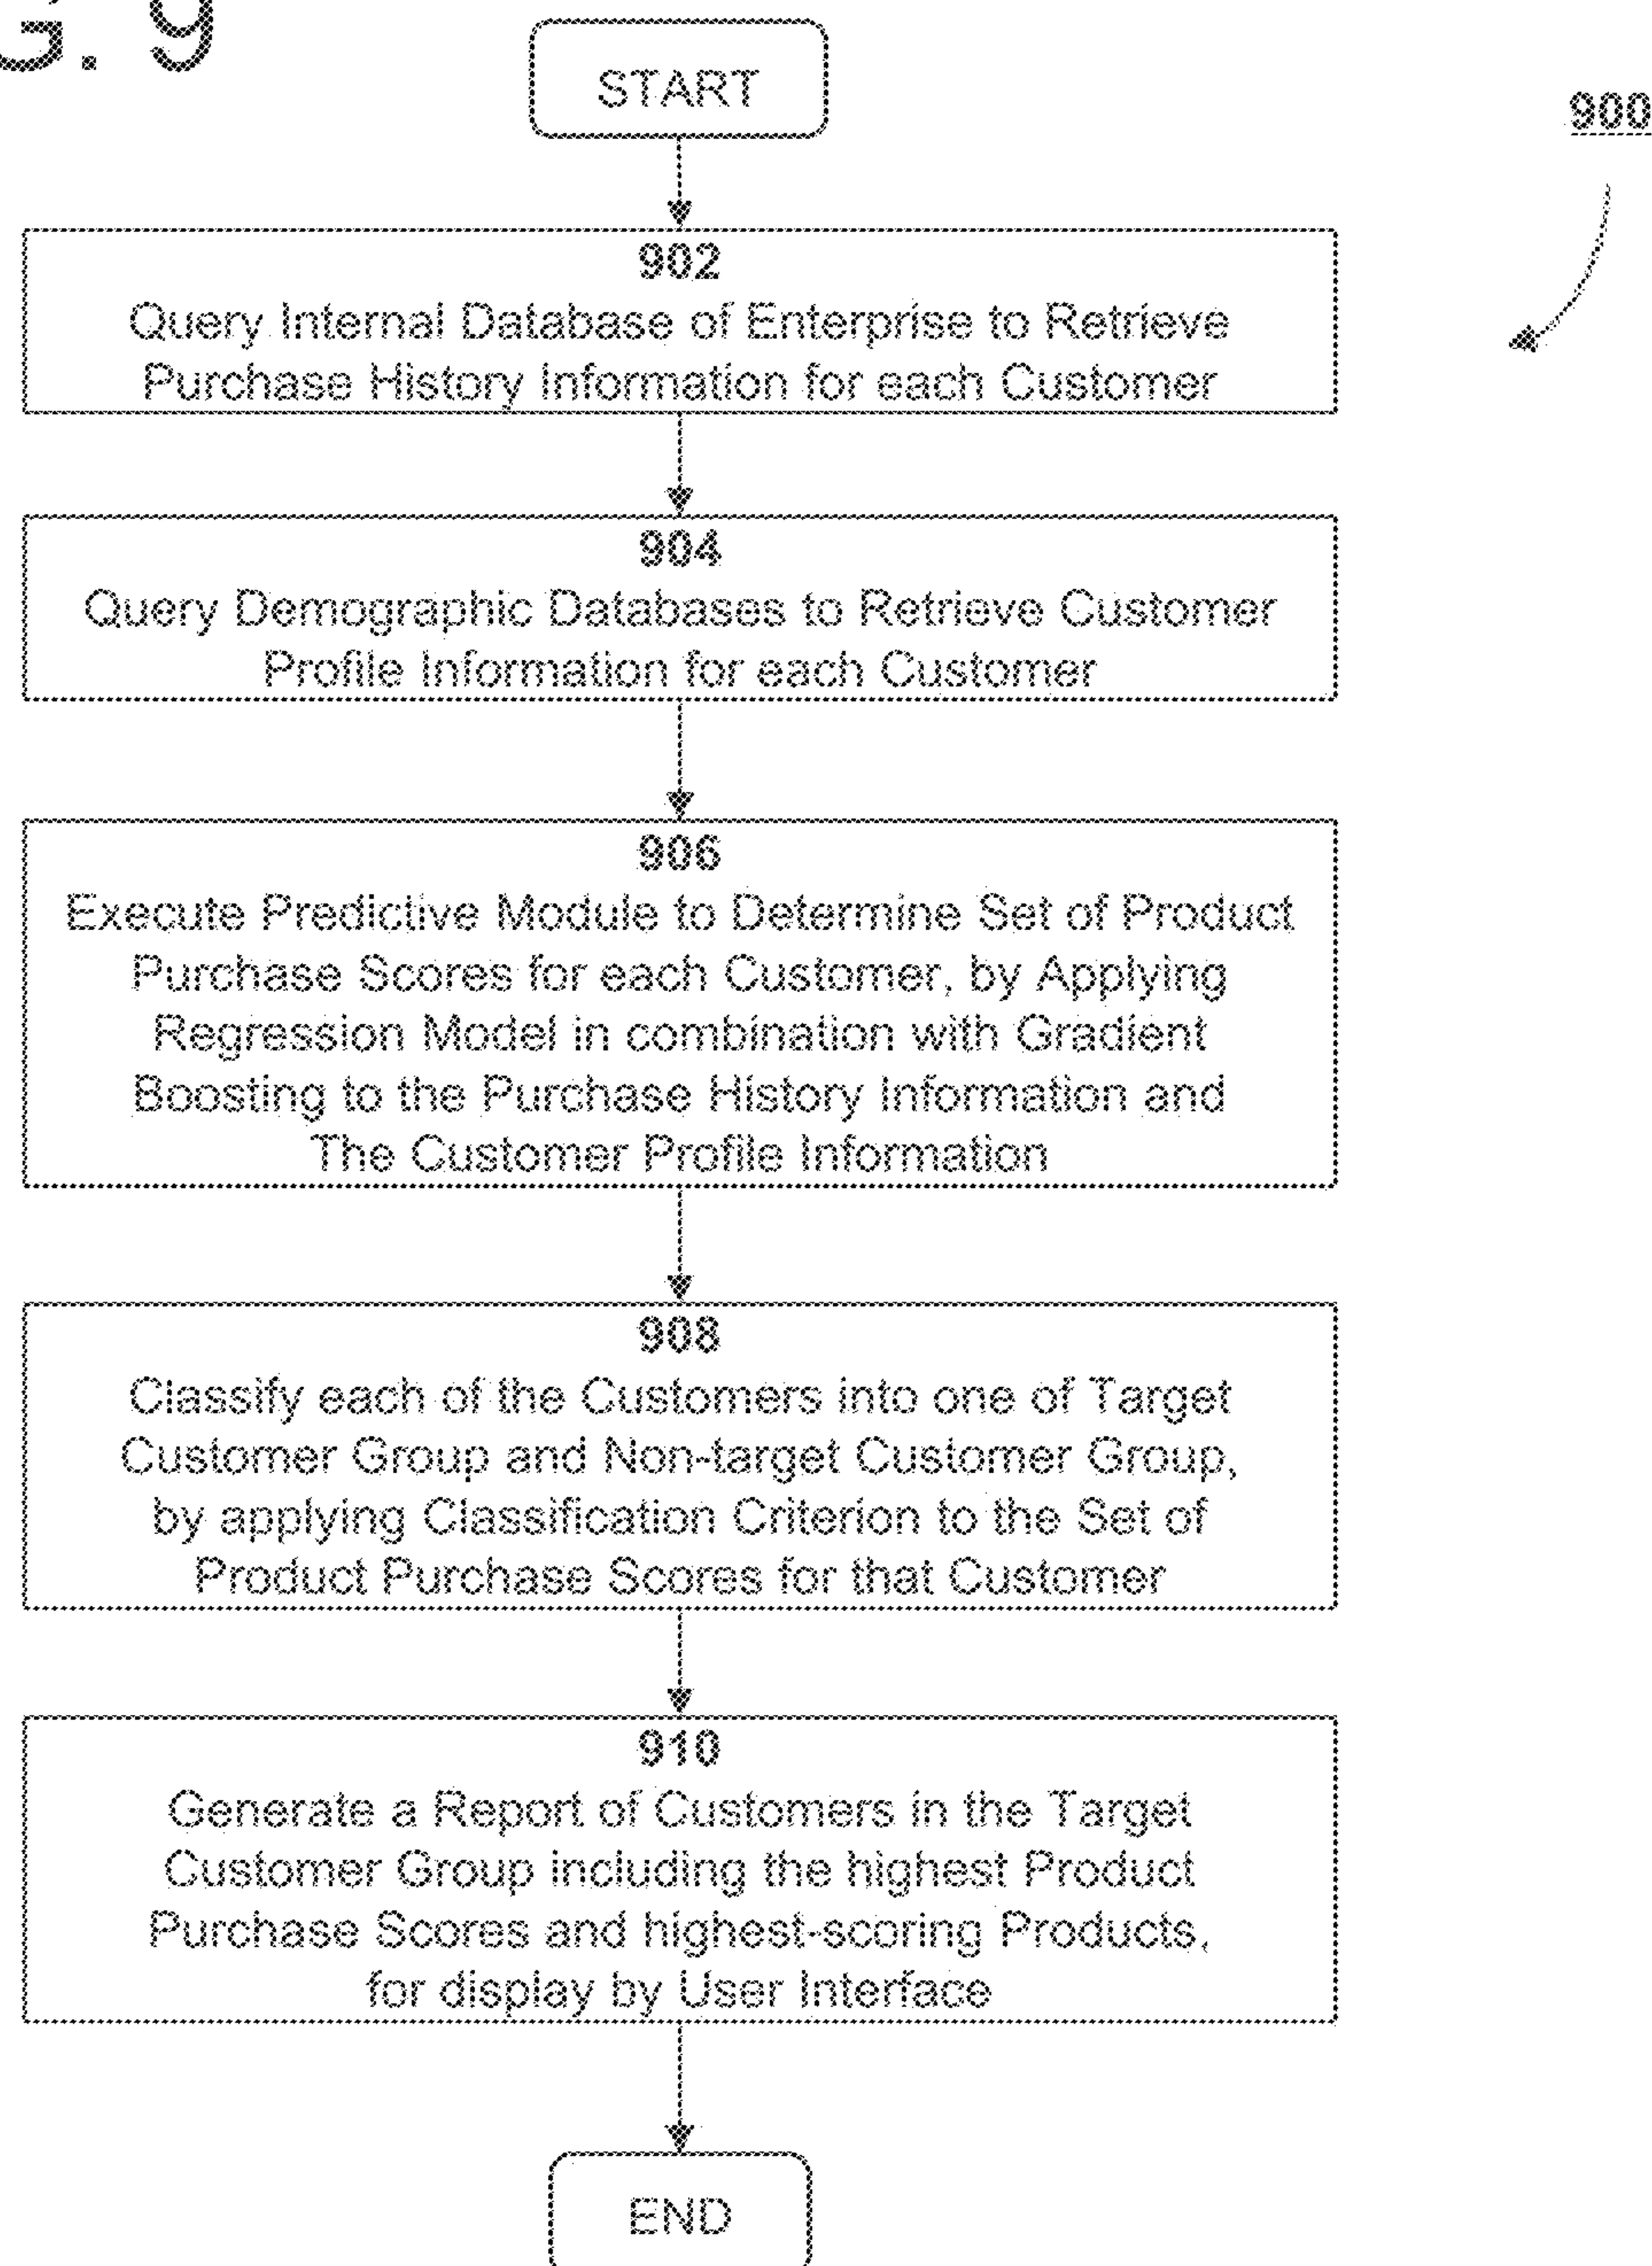 G. 9
START
900
902
Query Internal Database of Enterprise to Retrieve
Purchase History Information for each Customer
904
Query Demographic Databases to Retrieve Customer
Profile Information for each Customer
906
Execute Predictive Module to Determine Set of Product
Purchase Scores for each Customer, by Applying
Regression Model in combination with Gradient
Boosting to the Purchase History Information and
The Customer Profile Information
908
Classify each of the Customers into one of Target
Customer Group and Non-target Customer Group,
by applying Classification Criterion to the Set of
Product Purchase Scores for that Customer
910
Generate a Report of Customers in the Target
Customer Group including the highest Product
Purchase Scores and highest-scoring Products,
for display by User Interface
END